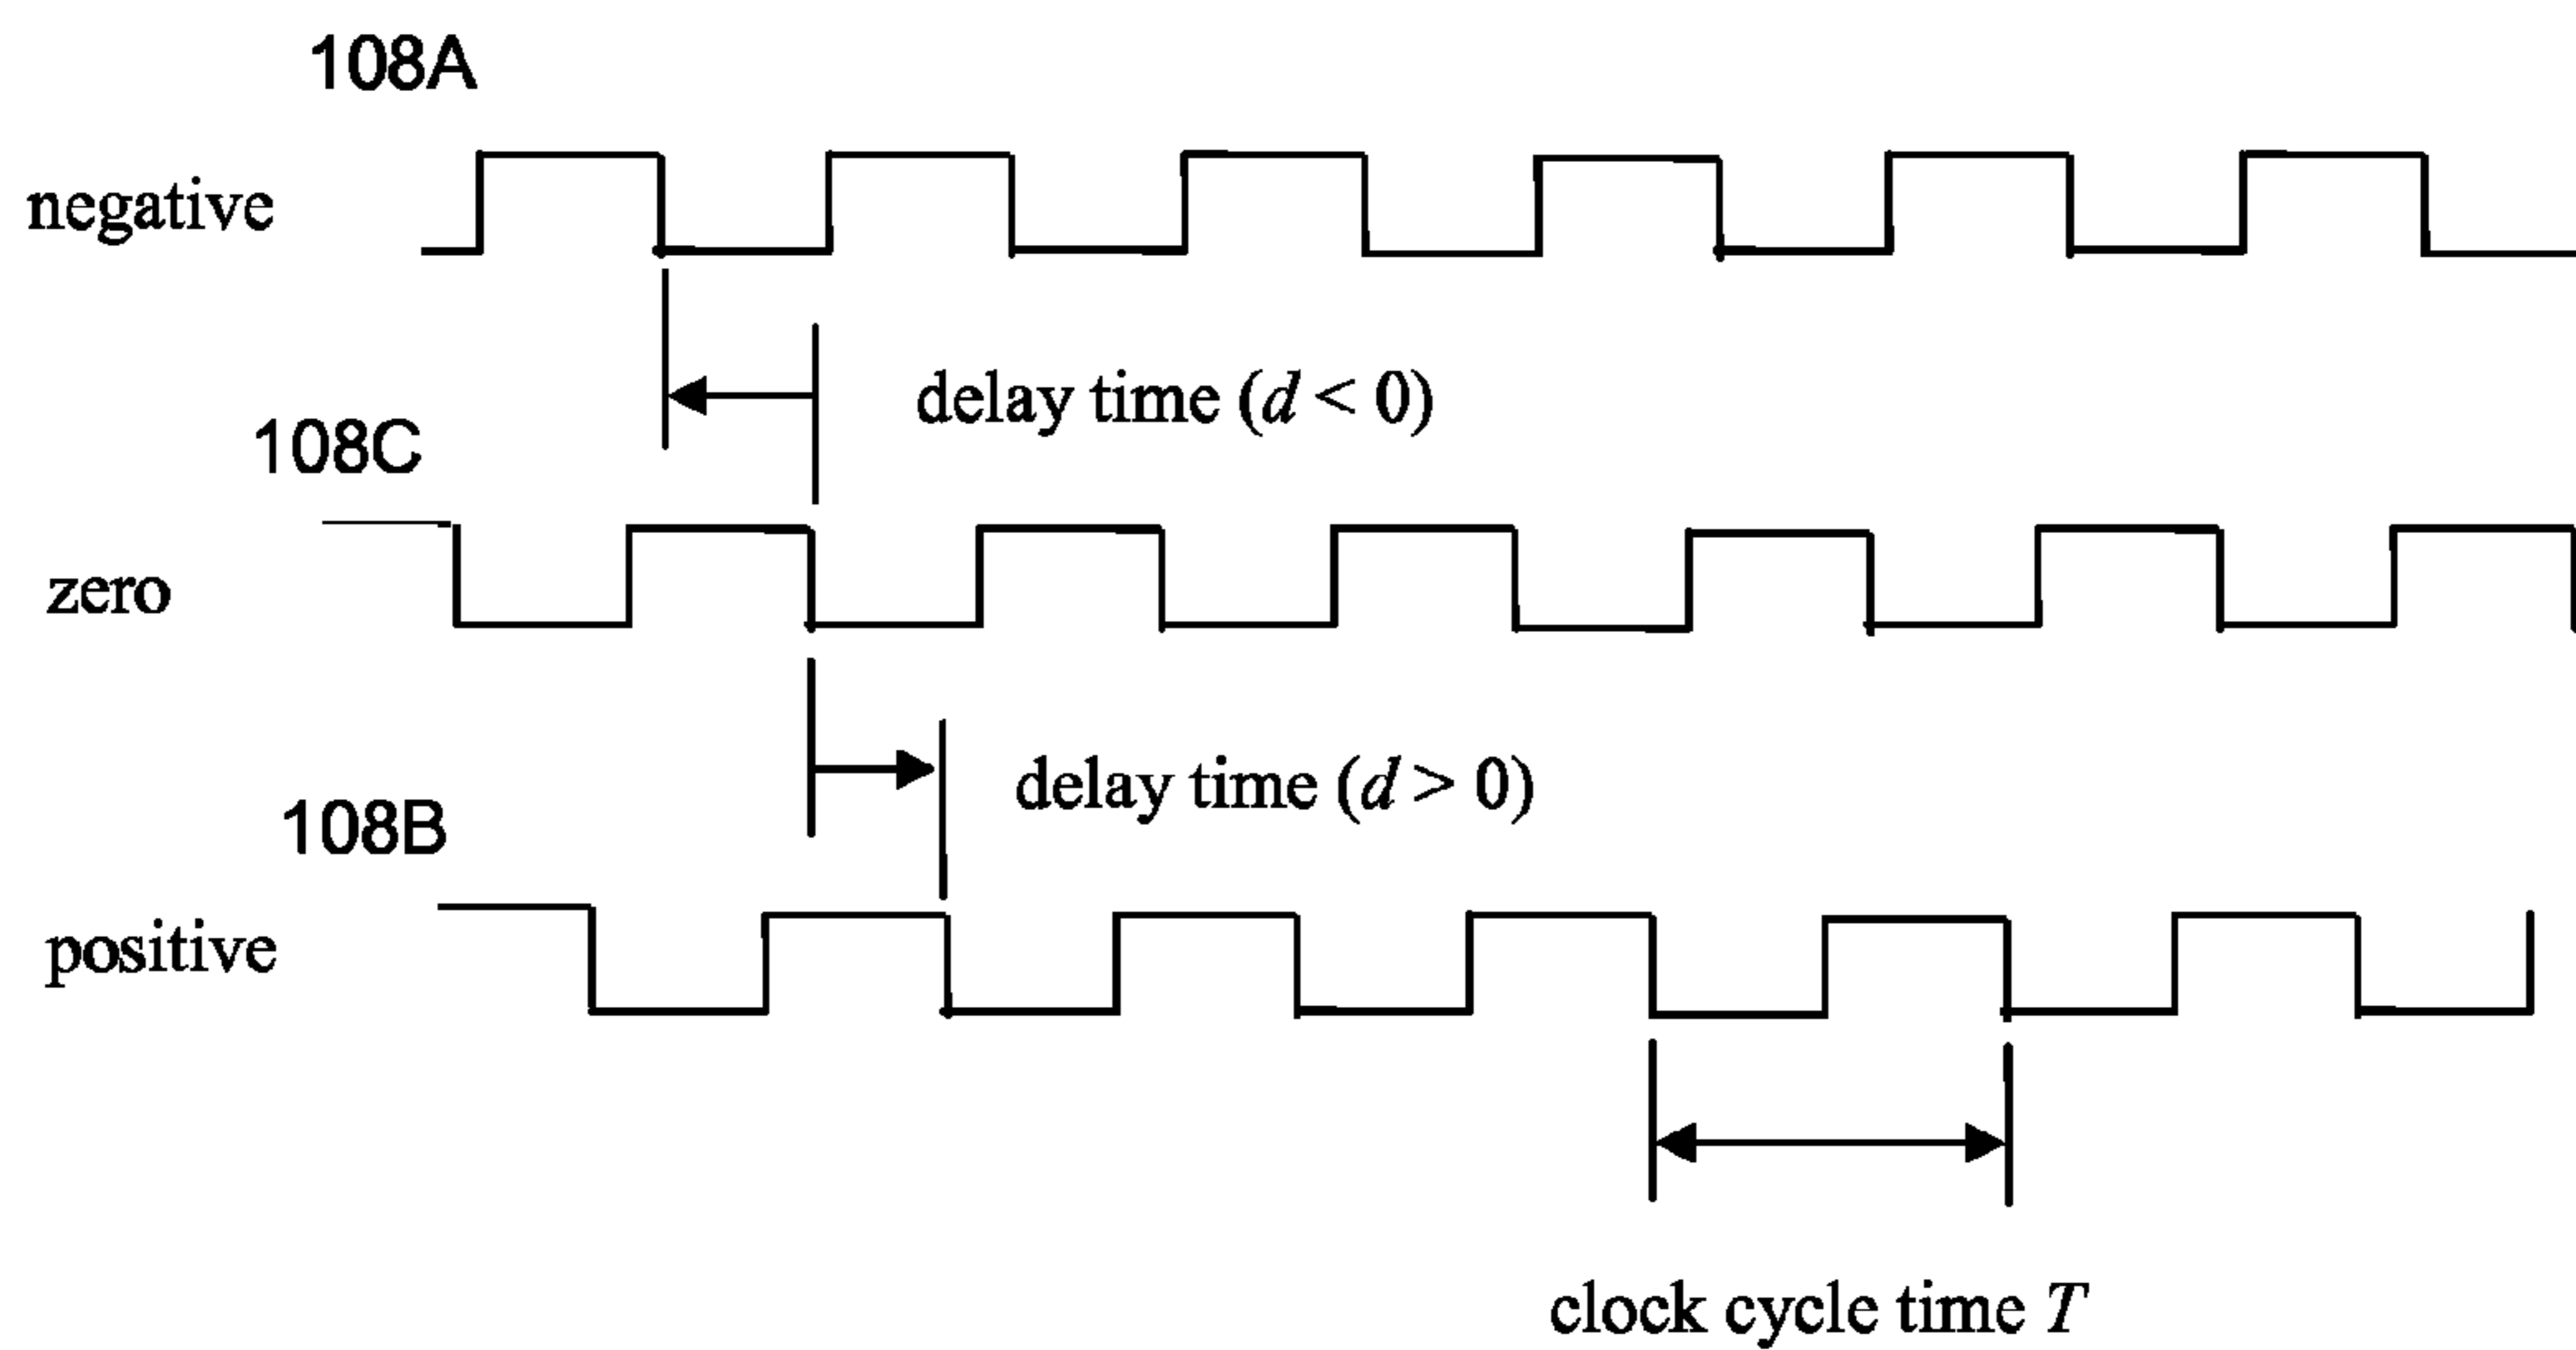 108A
negative
delay time (d < 0)
108C
zero
delay time (d > 0)
108B
positive
clock cycle time T